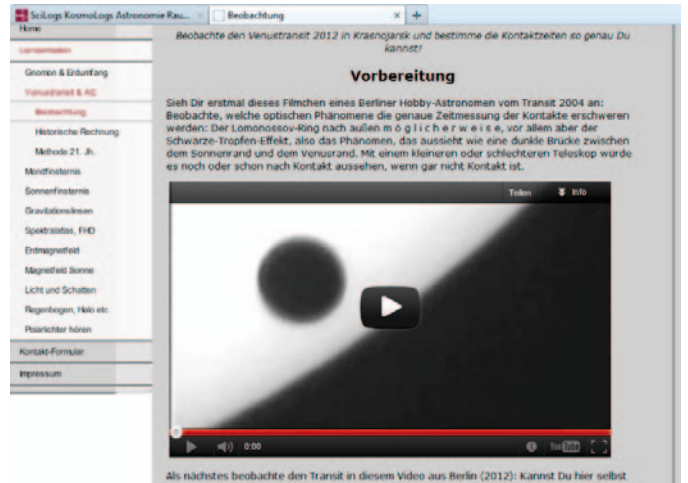 SciLogs KosmoLogs Astronomie Rau...
Beobachtung
Home
Lerneinheiten
Gnomon & Erdumfang
Venustransit & AE
Beobachtung
Historische Rechnung
Methode 21. Jh.
Mondfinsternis
Sonnenfinsternis
Gravitationslinsen
Spektralatlas, FHD
Erdmagnetfeld
Magnetfeld Sonne
Licht und Schatten
Regenbogen, Halo etc
Polarlichter hören
Kontakt-Formular
Impressum
Beobachte den Venustransit 2012 in Krasnojarsk und bestimme die Kontaktzeiten so genau Du
kannst!
Vorbereitung
Sieh Dir erstmal dieses Filmchen eines Berliner Hobby-Astronomen vom Transit 2004 an:
Beobachte, welche optischen Phänomene die genaue Zeitmessung der Kontakte erschweren
werden: Der Lomonossov-Ring nach außen m ö g l i c h e r w e i s e, vor allem aber der
Schwarze-Tropfen-Effekt, also das Phänomen, das aussieht wie eine dunkle Brücke zwischen
dem Sonnenrand und dem Venusrand. Mit einem kleineren oder schlechteren Teleskop würde
es noch oder schon nach Kontakt aussehen, wenn gar nicht Kontakt ist.
Teilen
Info
0:00
YouTube
Als nächstes beobachte den Transit in diesem Video aus Berlin (2012): Kannst Du hier selbst